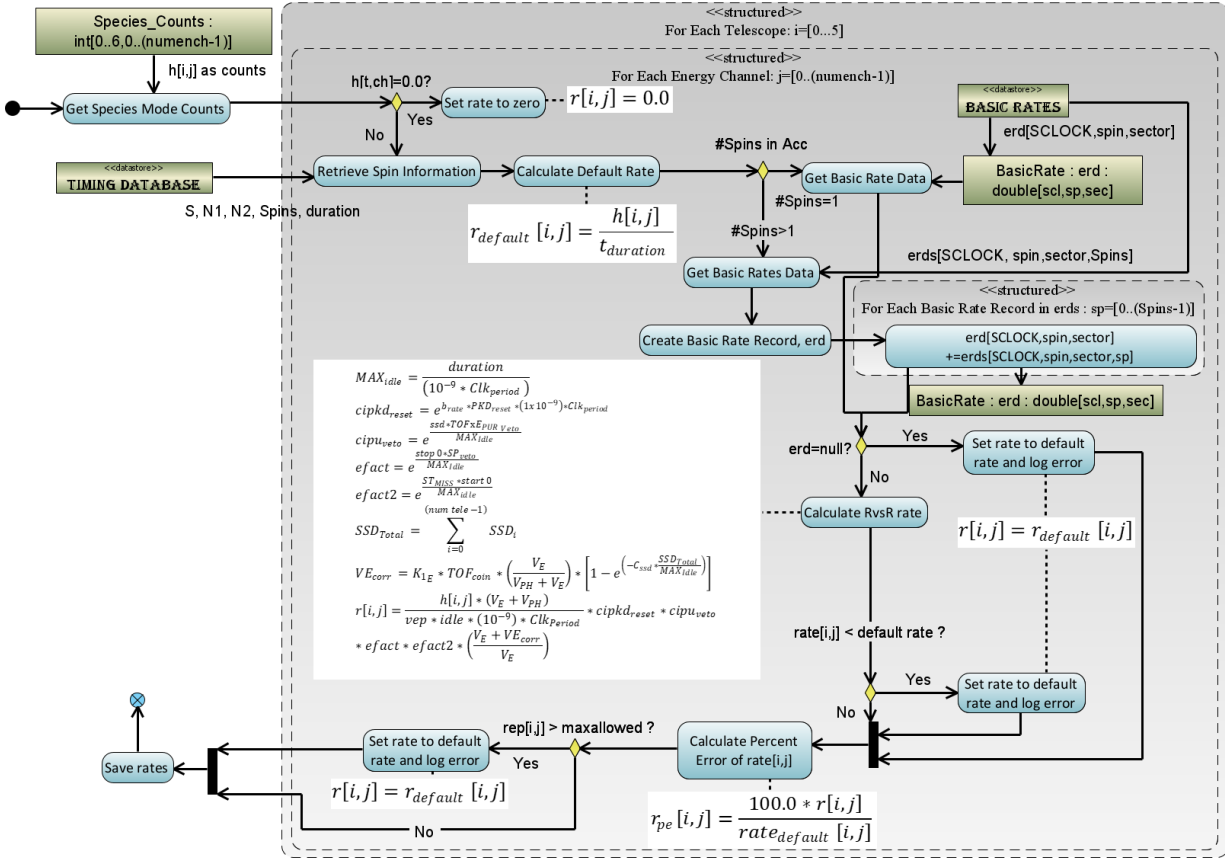 Species_Counts :
int[0..6,0..(numench-1)]
h[i,j] as counts
Get Species Mode Counts
<<structured>>
For Each Telescope: i=[0...5]
<<structured>>
For Each Energy Channel: j=[0..(numench-1)]
h[t,ch]=0.0?
Yes
No
Set rate to zero
r[i,j] = 0.0
<<datastore>>
BASIC RATES
erd[SCLOCK,spin,sector]
<<datastore>>
TIMING DATABASE
S, N1, N2, Spins, duration
Retrieve Spin Information
Calculate Default Rate
r_default [i,j] = h[i,j] / t_duration
#Spins in Acc
#Spins=1
#Spins>1
Get Basic Rate Data
BasicRate : erd :
double[scl,sp,sec]
erds[SCLOCK, spin,sector,Spins]
Get Basic Rates Data
<<structured>>
For Each Basic Rate Record in erds : sp=[0..(Spins-1)]
Create Basic Rate Record, erd
erd[SCLOCK,spin,sector]
+=erds[SCLOCK,spin,sector,sp]
BasicRate : erd : double[scl,sp,sec]
MAX_idle = duration / (10^-9 * Clk_period)
cipkd_reset = e^(b_rate *PKD_reset *(1x 10^-9)*Clk_period)
cipu_veto = e^(ssd*TOFxE_PUR Veto / MAX_Idle)
efact = e^(stop 0*SP_veto / MAX_Idle)
efact2 = e^(ST_MISS *start 0 / MAX_idle)
SSD_Total = ∑_(i=0)^(num tele -1) SSD_i
VE_corr = K_1E * TOF_coin * (V_E / (V_PH + V_E)) * [1 − e^(−C_ssd * SSD_Total / MAX_Idle)]
r[i,j] = h[i,j] * (V_E + V_PH) / (vep * idle * (10^-9) * Clk_Period) * cipkd_reset * cipu_veto
* efact * efact2 * ((V_E + VE_corr) / V_E)
erd=null?
Yes
No
Set rate to default
rate and log error
Calculate RvsR rate
r[i,j] = r_default [i,j]
rate[i,j] < default rate ?
Yes
No
Set rate to default
rate and log error
Calculate Percent
Error of rate[i,j]
r_pe [i,j] = 100.0 * r[i,j] / rate_default [i,j]
rep[i,j] > maxallowed ?
Yes
No
Set rate to default
rate and log error
r[i,j] = r_default [i,j]
Save rates